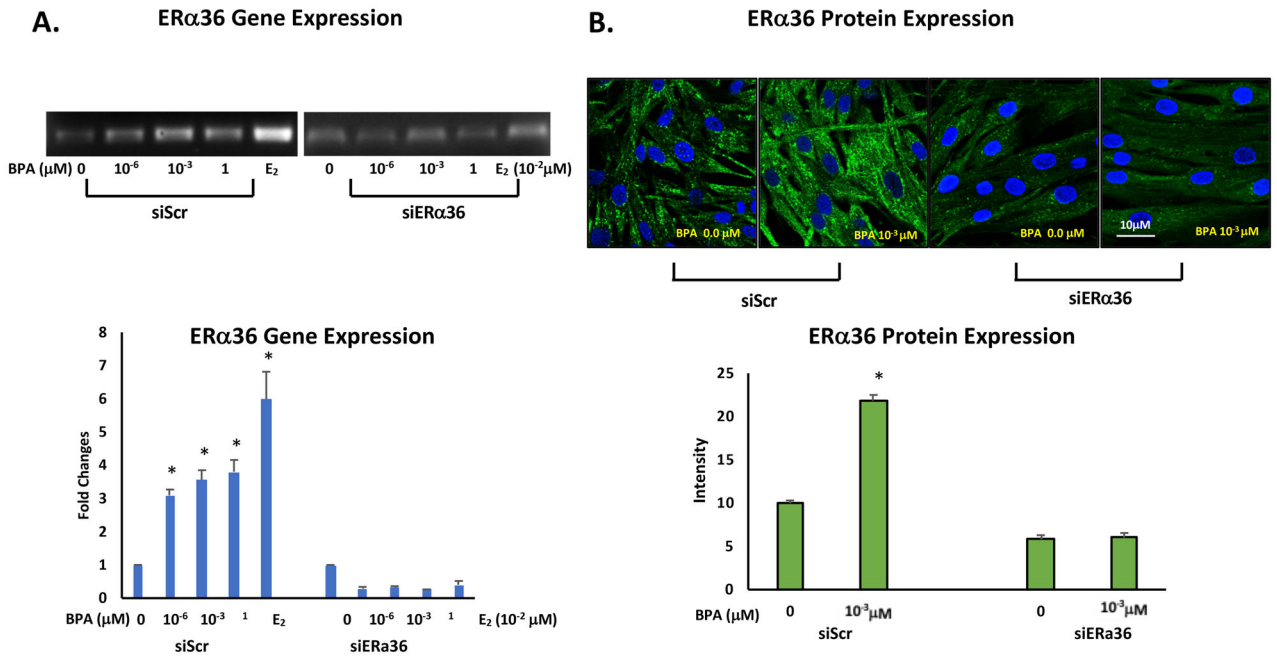 A.
ERα36 Gene Expression
BPA (μM) 0 10⁻⁶ 10⁻³ 1 E₂ 0 10⁻⁶ 10⁻³ 1 E₂ (10⁻²μM)
siScr siERα36
ERα36 Gene Expression
Fold Changes
8
7
6
5
4
3
2
1
0
* * * *
BPA (μM) 0 10⁻⁶ 10⁻³ 1 E₂ 0 10⁻⁶ 10⁻³ 1 E₂ (10⁻² μM)
siScr siERa36
B.
ERα36 Protein Expression
BPA 0.0 μM BPA 10⁻³ μM BPA 0.0 μM 10μM BPA 10⁻³ μM
siScr siERα36
ERα36 Protein Expression
Intensity
25
20
15
10
5
0
*
BPA (μM) 0 10⁻³μM 0 10⁻³μM
siScr siERa36